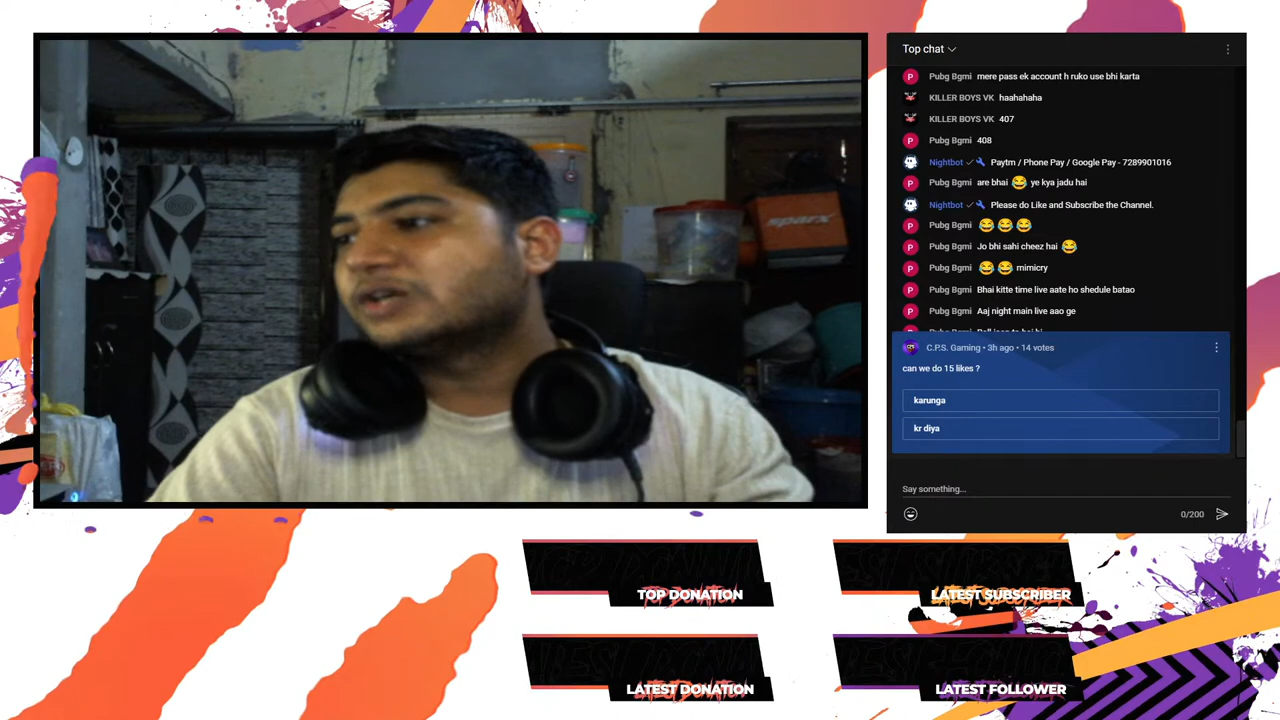 Top chat
Pubg Bgmi mere pass ek account h ruko use bhi karta
KILLER BOYS VK haahahaha
KILLER BOYS VK 407
Pubg Bgmi 408
Nightbot Paytm / Phone Pay / Google Pay - 7289901016
Pubg Bgmi are bhai 😂 ye kya jadu hai
Nightbot Please do Like and Subscribe the Channel.
Pubg Bgmi 😂 😂 😂
Pubg Bgmi Jo bhi sahi cheez hai 😂
Pubg Bgmi 😂 😂 mimicry
Pubg Bgmi Bhai kitte time live aate ho shedule batao
Pubg Bgmi Aaj night main live aao ge
Pubg Bgmi
C.P.S. Gaming • 3h ago • 14 votes
can we do 15 likes ?
karunga
kr diya
Say something...
0/200
sparx
TOP DONATION
LATEST SUBSCRIBER
LATEST DONATION
LATEST FOLLOWER